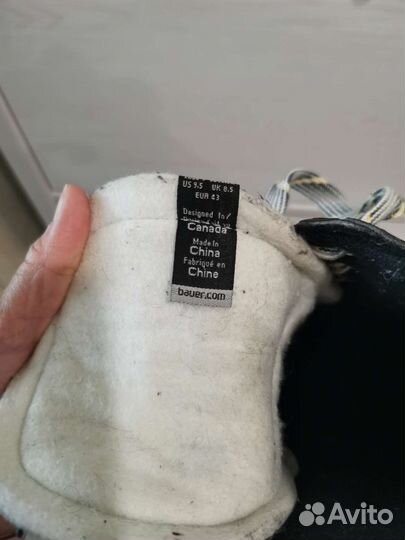 US 9.5 UK 8.5
EUR 43
Designed in/
Canada
Made in
China
Fabriqué en
Chine
bauer.com
Avito